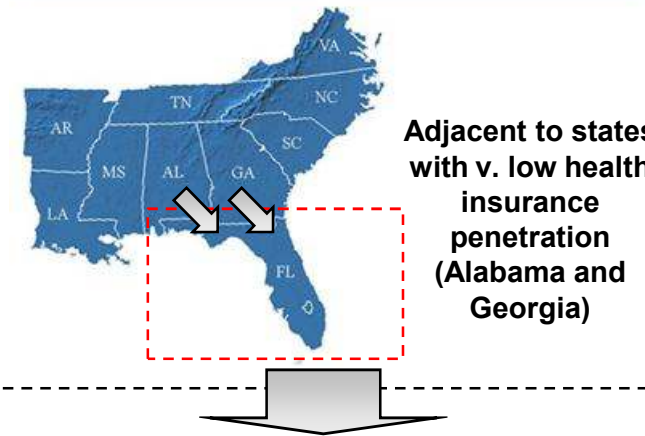 VA
TN
NC
AR
SC
MS
AL
GA
LA
FL
Adjacent to states
with v. low health
insurance
penetration
(Alabama and
Georgia)